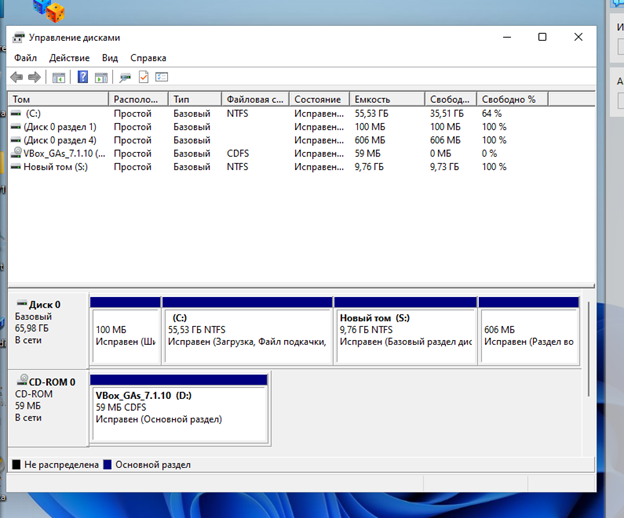 Управление дисками
Файл Действие Вид Справка
Том Располо... Тип Файловая с... Состояние Емкость Свобод... Свободно %
(C:) Простой Базовый NTFS Исправен... 55,53 ГБ 35,51 ГБ 64 %
(Диск 0 раздел 1) Простой Базовый Исправен... 100 МБ 100 МБ 100 %
(Диск 0 раздел 4) Простой Базовый Исправен... 606 МБ 606 МБ 100 %
VBox_GAs_7.1.10 (... Простой Базовый CDFS Исправен... 59 МБ 0 МБ 0 %
Новый том (S:) Простой Базовый NTFS Исправен... 9,76 ГБ 9,73 ГБ 100 %
Диск 0
Базовый
65,98 ГБ
В сети
100 МБ
Исправен (Ши
(C:)
55,53 ГБ NTFS
Исправен (Загрузка, Файл подкачки,
Новый том (S:)
9,76 ГБ NTFS
Исправен (Базовый раздел дис
606 МБ
Исправен (Раздел во
CD-ROM 0
CD-ROM
59 МБ
В сети
VBox_GAs_7.1.10 (D:)
59 МБ CDFS
Исправен (Основной раздел)
Не распределена Основной раздел